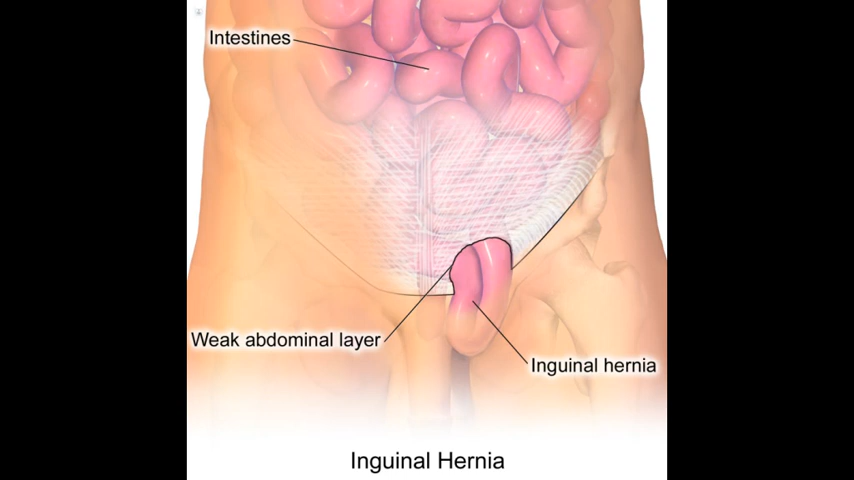 Intestines
Weak abdominal layer
Inguinal hernia
Inguinal Hernia